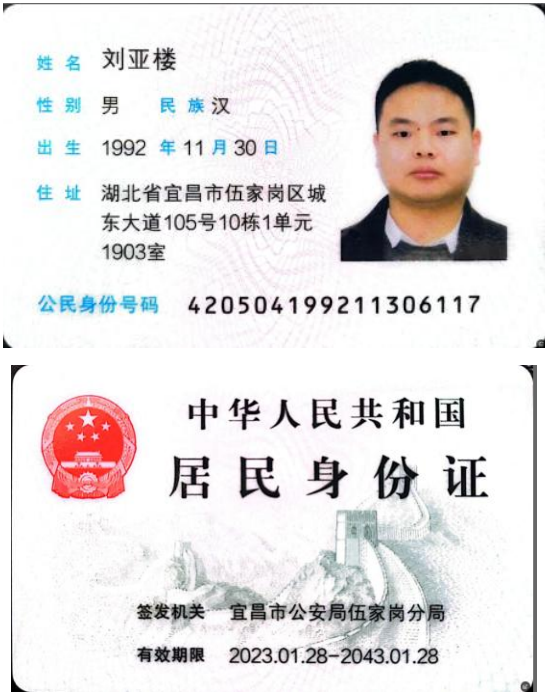 姓名 刘亚楼
性别 男 民族 汉
出生 1992 年 11 月 30 日
住址 湖北省宜昌市伍家岗区城
东大道105号10栋1单元
1903室
公民身份号码 420504199211306117
中华人民共和国
居民身份证
签发机关 宜昌市公安局伍家岗分局
有效期限 2023.01.28-2043.01.28